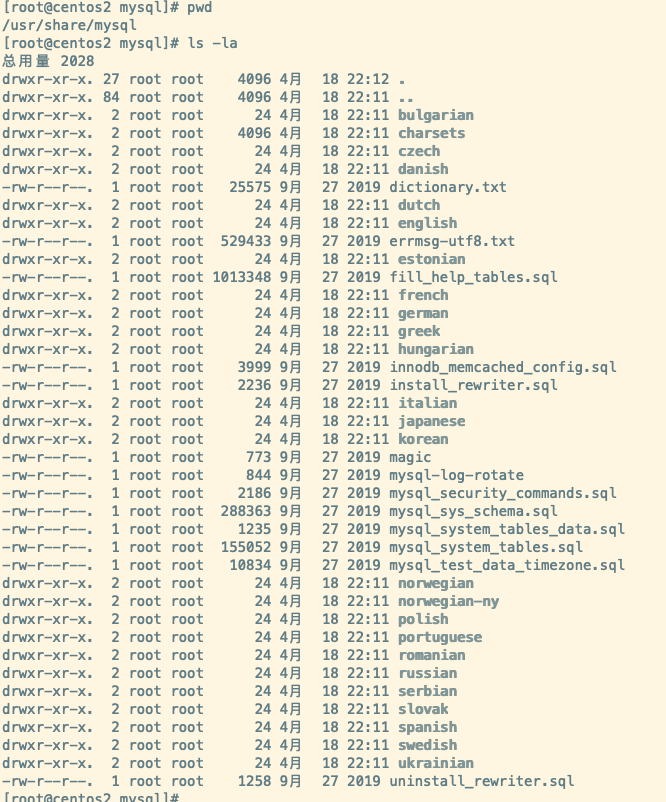 [root@centos2 mysql]# pwd
/usr/share/mysql
[root@centos2 mysql]# ls -la
总用量 2028
drwxr-xr-x. 27 root root    4096 4月  18 22:12 .
drwxr-xr-x. 84 root root    4096 4月  18 22:11 ..
drwxr-xr-x.  2 root root      24 4月  18 22:11 bulgarian
drwxr-xr-x.  2 root root    4096 4月  18 22:11 charsets
drwxr-xr-x.  2 root root      24 4月  18 22:11 czech
drwxr-xr-x.  2 root root      24 4月  18 22:11 danish
-rw-r--r--.  1 root root   25575 9月  27 2019 dictionary.txt
drwxr-xr-x.  2 root root      24 4月  18 22:11 dutch
drwxr-xr-x.  2 root root      24 4月  18 22:11 english
-rw-r--r--.  1 root root  529433 9月  27 2019 errmsg-utf8.txt
drwxr-xr-x.  2 root root      24 4月  18 22:11 estonian
-rw-r--r--.  1 root root 1013348 9月  27 2019 fill_help_tables.sql
drwxr-xr-x.  2 root root      24 4月  18 22:11 french
drwxr-xr-x.  2 root root      24 4月  18 22:11 german
drwxr-xr-x.  2 root root      24 4月  18 22:11 greek
drwxr-xr-x.  2 root root      24 4月  18 22:11 hungarian
-rw-r--r--.  1 root root    3999 9月  27 2019 innodb_memcached_config.sql
-rw-r--r--.  1 root root    2236 9月  27 2019 install_rewriter.sql
drwxr-xr-x.  2 root root      24 4月  18 22:11 italian
drwxr-xr-x.  2 root root      24 4月  18 22:11 japanese
drwxr-xr-x.  2 root root      24 4月  18 22:11 korean
-rw-r--r--.  1 root root     773 9月  27 2019 magic
-rw-r--r--.  1 root root     844 9月  27 2019 mysql-log-rotate
-rw-r--r--.  1 root root    2186 9月  27 2019 mysql_security_commands.sql
-rw-r--r--.  1 root root  288363 9月  27 2019 mysql_sys_schema.sql
-rw-r--r--.  1 root root    1235 9月  27 2019 mysql_system_tables_data.sql
-rw-r--r--.  1 root root  155052 9月  27 2019 mysql_system_tables.sql
-rw-r--r--.  1 root root   10834 9月  27 2019 mysql_test_data_timezone.sql
drwxr-xr-x.  2 root root      24 4月  18 22:11 norwegian
drwxr-xr-x.  2 root root      24 4月  18 22:11 norwegian-ny
drwxr-xr-x.  2 root root      24 4月  18 22:11 polish
drwxr-xr-x.  2 root root      24 4月  18 22:11 portuguese
drwxr-xr-x.  2 root root      24 4月  18 22:11 romanian
drwxr-xr-x.  2 root root      24 4月  18 22:11 russian
drwxr-xr-x.  2 root root      24 4月  18 22:11 serbian
drwxr-xr-x.  2 root root      24 4月  18 22:11 slovak
drwxr-xr-x.  2 root root      24 4月  18 22:11 spanish
drwxr-xr-x.  2 root root      24 4月  18 22:11 swedish
drwxr-xr-x.  2 root root      24 4月  18 22:11 ukrainian
-rw-r--r--.  1 root root    1258 9月  27 2019 uninstall_rewriter.sql
[root@centos2 mysql]#